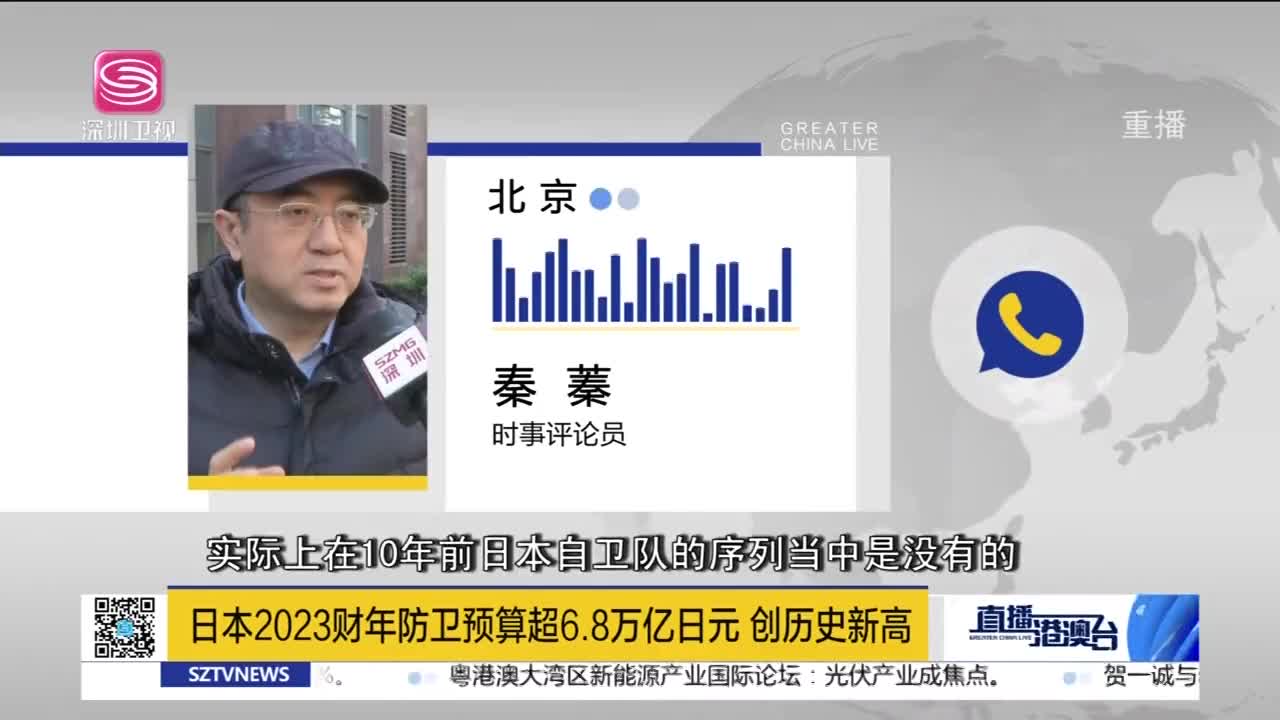 深圳卫视
GREATER
CHINA LIVE
重播
北京
SZMG
深圳
秦蓁
时事评论员
实际上在10年前日本自卫队的序列当中是没有的
日本2023财年防卫预算超6.8万亿日元 创历史新高
直播港澳台
GREATER CHINA LIVE
SZTVNEWS
%。 粤港澳大湾区新能源产业国际论坛：光伏产业成焦点。 贺一诚与